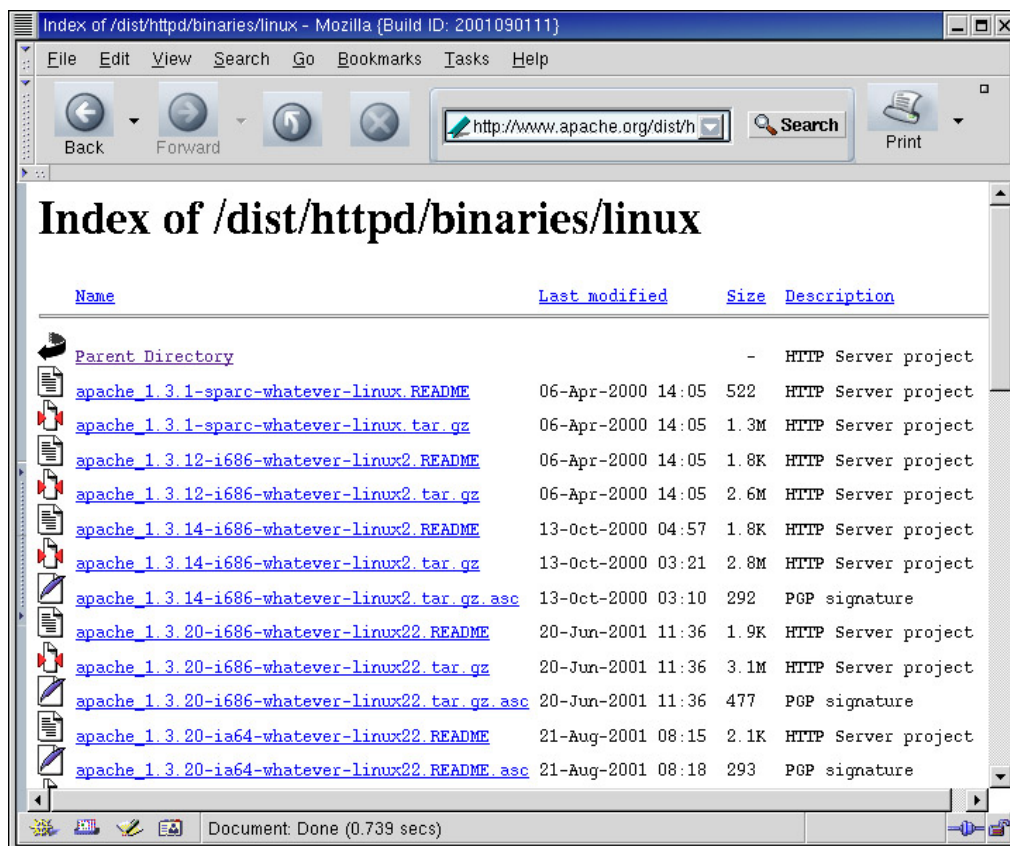 Index of /dist/httpd/binaries/linux - Mozilla {Build ID: 2001090111}
File Edit View Search Go Bookmarks Tasks Help
http://www.apache.org/dist/h Search
Back Forward Print
Index of /dist/httpd/binaries/linux
Name Last modified Size Description
Parent Directory - HTTP Server project
apache_1.3.1-sparc-whatever-linux.README 06-Apr-2000 14:05 522 HTTP Server project
apache_1.3.1-sparc-whatever-linux.tar.gz 06-Apr-2000 14:05 1.3M HTTP Server project
apache_1.3.12-i686-whatever-linux2.README 06-Apr-2000 14:05 1.8K HTTP Server project
apache_1.3.12-i686-whatever-linux2.tar.gz 06-Apr-2000 14:05 2.6M HTTP Server project
apache_1.3.14-i686-whatever-linux2.README 13-Oct-2000 04:57 1.8K HTTP Server project
apache_1.3.14-i686-whatever-linux2.tar.gz 13-Oct-2000 03:21 2.8M HTTP Server project
apache_1.3.14-i686-whatever-linux2.tar.gz.asc 13-Oct-2000 03:10 292 PGP signature
apache_1.3.20-i686-whatever-linux22.README 20-Jun-2001 11:36 1.9K HTTP Server project
apache_1.3.20-i686-whatever-linux22.tar.gz 20-Jun-2001 11:36 3.1M HTTP Server project
apache_1.3.20-i686-whatever-linux22.tar.gz.asc 20-Jun-2001 11:36 477 PGP signature
apache_1.3.20-ia64-whatever-linux22.README 21-Aug-2001 08:15 2.1K HTTP Server project
apache_1.3.20-ia64-whatever-linux22.README.asc 21-Aug-2001 08:18 293 PGP signature
Document: Done (0.739 secs)